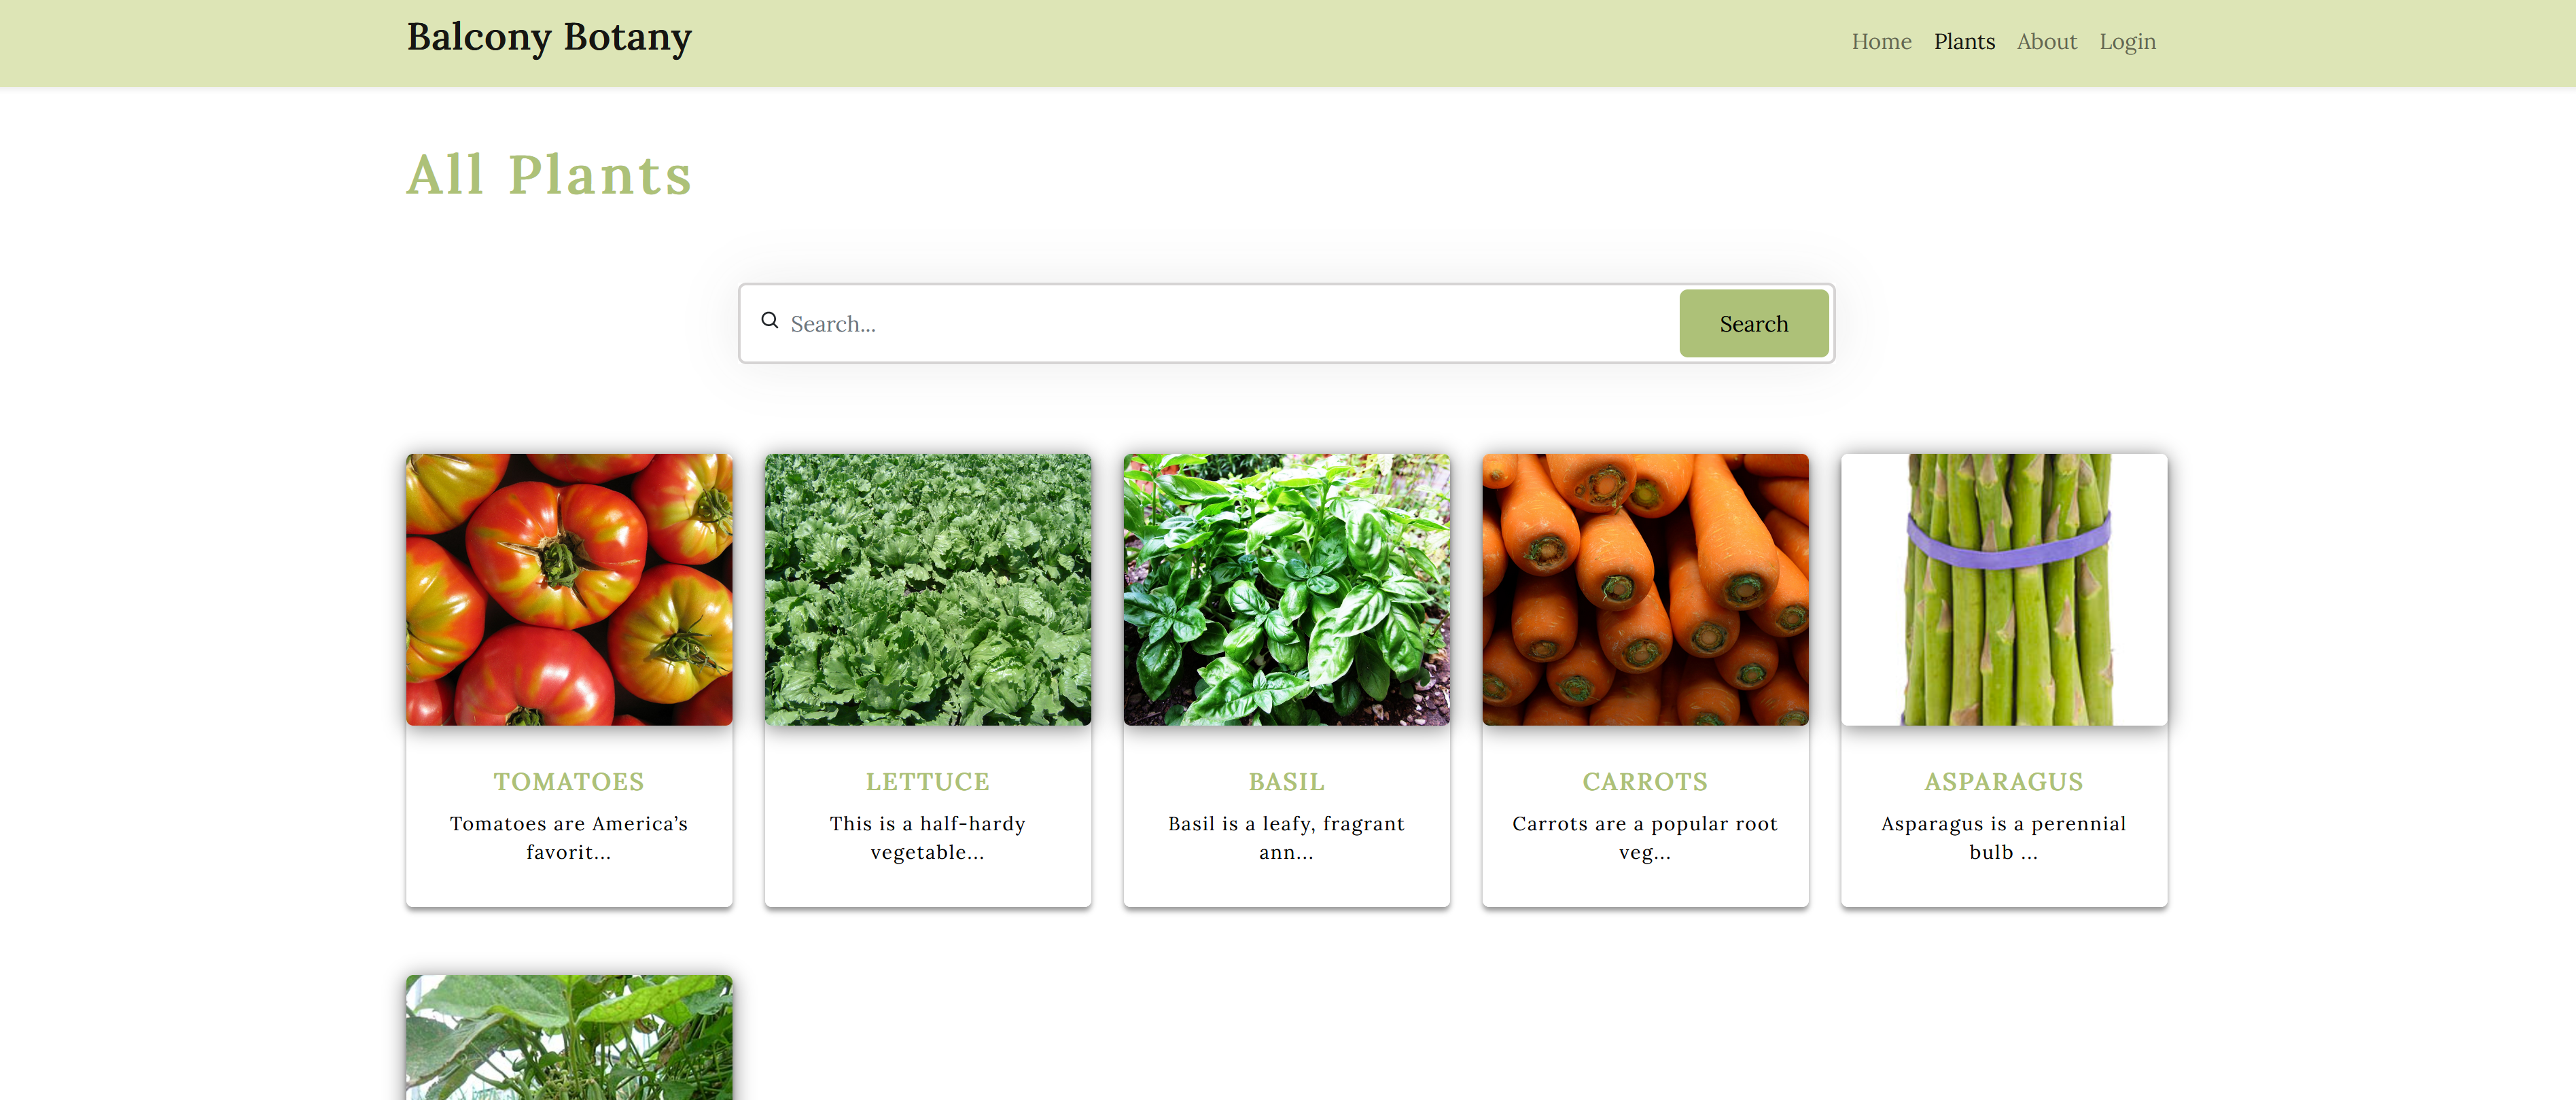 Balcony Botany
Home Plants About Login
All Plants
Search...
Search
TOMATOES
Tomatoes are America’s
favorit...
LETTUCE
This is a half-hardy
vegetable...
BASIL
Basil is a leafy, fragrant
ann...
CARROTS
Carrots are a popular root
veg...
ASPARAGUS
Asparagus is a perennial
bulb ...